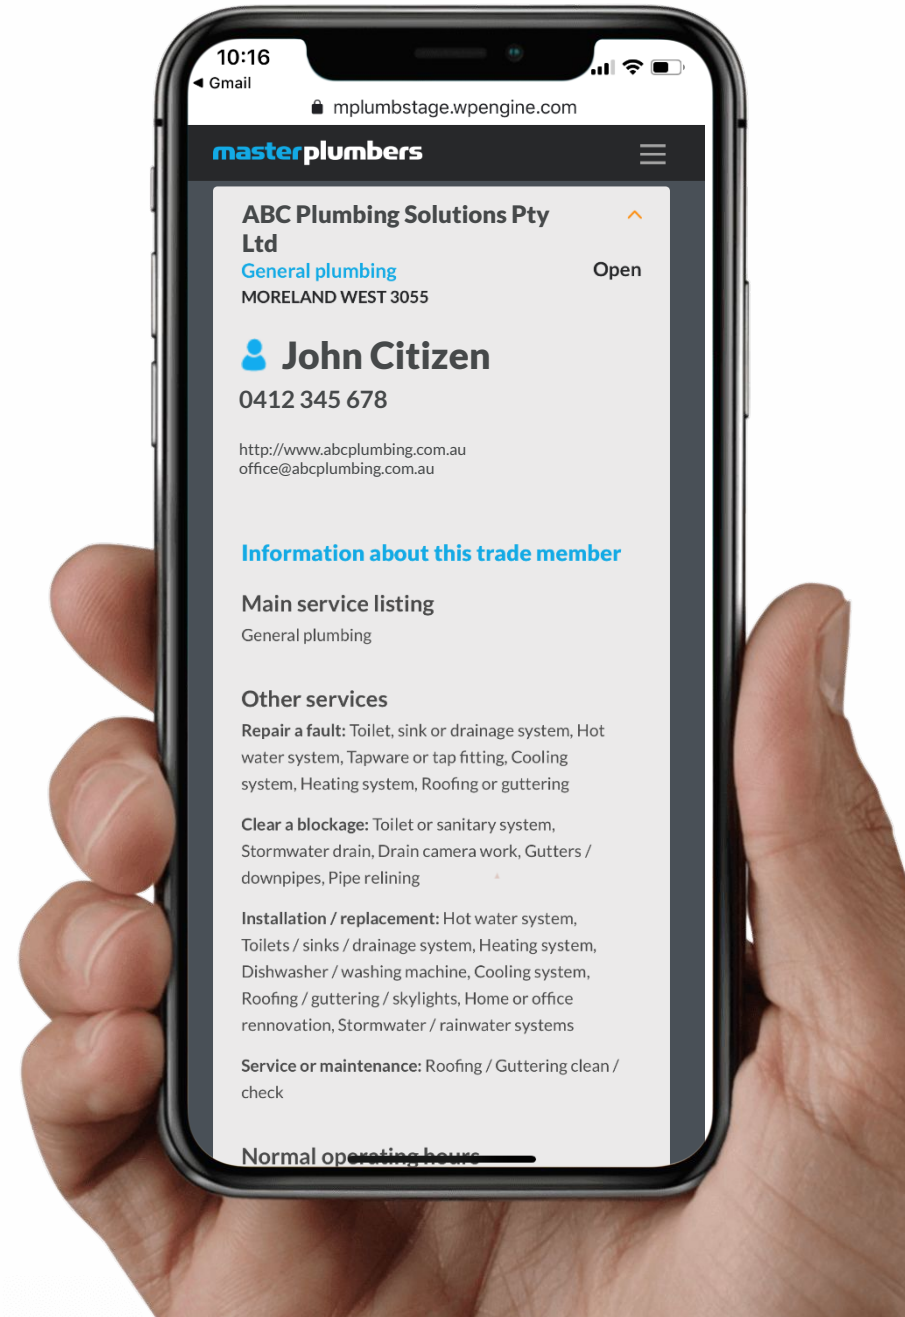 10:16
Gmail
mplumbstage.wpengine.com
masterplumbers
ABC Plumbing Solutions Pty
Ltd
General plumbing
Open
MORELAND WEST 3055
John Citizen
0412 345 678
http://www.abcplumbing.com.au
office@abcplumbing.com.au
Information about this trade member
Main service listing
General plumbing
Other services
Repair a fault: Toilet, sink or drainage system, Hot
water system, Tapware or tap fitting, Cooling
system, Heating system, Roofing or guttering
Clear a blockage: Toilet or sanitary system,
Stormwater drain, Drain camera work, Gutters /
downpipes, Pipe relining
Installation / replacement: Hot water system,
Toilets / sinks / drainage system, Heating system,
Dishwasher / washing machine, Cooling system,
Roofing / guttering / skylights, Home or office
rennovation, Stormwater / rainwater systems
Service or maintenance: Roofing / Guttering clean /
check
Normal operating hours